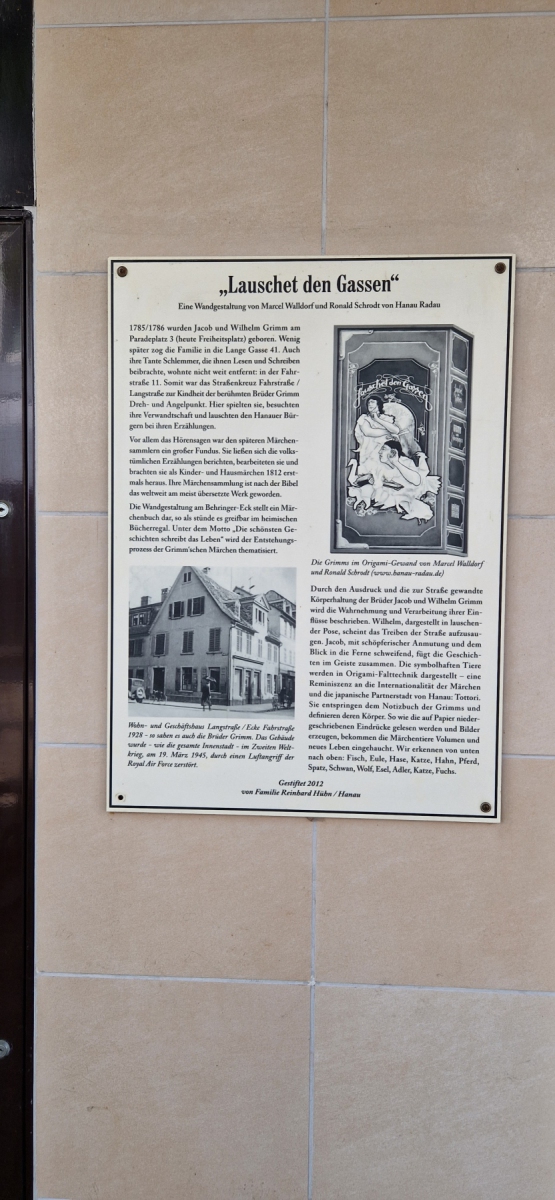 „Lauschet den Gassen“
Eine Wandgestaltung von Marcel Walldorf und Ronald Schrodt von Hanau Radau
1785/1786 wurden Jacob und Wilhelm Grimm am
Paradeplatz 3 (heute Freiheitsplatz) geboren. Wenig
später zog die Familie in die Lange Gasse 41. Auch
ihre Tante Schlemmer, die ihnen Lesen und Schreiben
beibrachte, wohnte nicht weit entfernt: in der Fahr-
straße 11. Somit war das Straßenkreuz Fahrstraße /
Langstraße zur Kindheit der berühmten Brüder Grimm
Dreh- und Angelpunkt. Hier spielten sie, besuchten
ihre Verwandtschaft und lauschten den Hanauer Bür-
gern bei ihren Erzählungen.
Vor allem das Hörensagen war den späteren Märchen-
sammlern ein großer Fundus. Sie ließen sich die volks-
tümlichen Erzählungen berichten, bearbeiteten sie und
brachten sie als Kinder- und Hausmärchen 1812 erst-
mals heraus. Ihre Märchensammlung ist nach der Bibel
das weltweit am meist übersetzte Werk geworden.
Die Wandgestaltung am Behringer-Eck stellt ein Mär-
chenbuch dar, so als stünde es greifbar im heimischen
Bücherregal. Unter dem Motto „Die schönsten Ge-
schichten schreibt das Leben“ wird der Entstehungs-
prozess der Grimm'schen Märchen thematisiert.
Wohn- und Geschäftshaus Langstraße / Ecke Fahrstraße
1928 - so sahen es auch die Brüder Grimm. Das Gebäude
wurde - wie die gesamte Innenstadt - im Zweiten Welt-
krieg, am 19. März 1945, durch einen Luftangriff der
Royal Air Force zerstört.
Lauschet den Gassen
Die Grimms im Origami-Gewand von Marcel Walldorf
und Ronald Schrodt (www.hanau-radau.de)
Durch den Ausdruck und die zur Straße gewandte
Körperhaltung der Brüder Jacob und Wilhelm Grimm
wird die Wahrnehmung und Verarbeitung ihrer Ein-
flüsse beschrieben. Wilhelm, dargestellt in lauschen-
der Pose, scheint das Treiben der Straße aufzusau-
gen. Jacob, mit schöpferischer Anmutung und dem
Blick in die Ferne schweifend, fügt die Geschich-
ten im Geiste zusammen. Die symbolhaften Tiere
werden in Origami-Falttechnik dargestellt – eine
Reminiszenz an die Internationalität der Märchen
und die japanische Partnerstadt von Hanau: Tottori.
Sie entspringen dem Notizbuch der Grimms und
definieren deren Körper. So wie die auf Papier nieder-
geschriebenen Eindrücke gelesen werden und Bilder
erzeugen, bekommen die Märchentiere Volumen und
neues Leben eingehaucht. Wir erkennen von unten
nach oben: Fisch, Eule, Hase, Katze, Hahn, Pferd,
Spatz, Schwan, Wolf, Esel, Adler, Katze, Fuchs.
Gestiftet 2012
von Familie Reinhard Hühn / Hanau